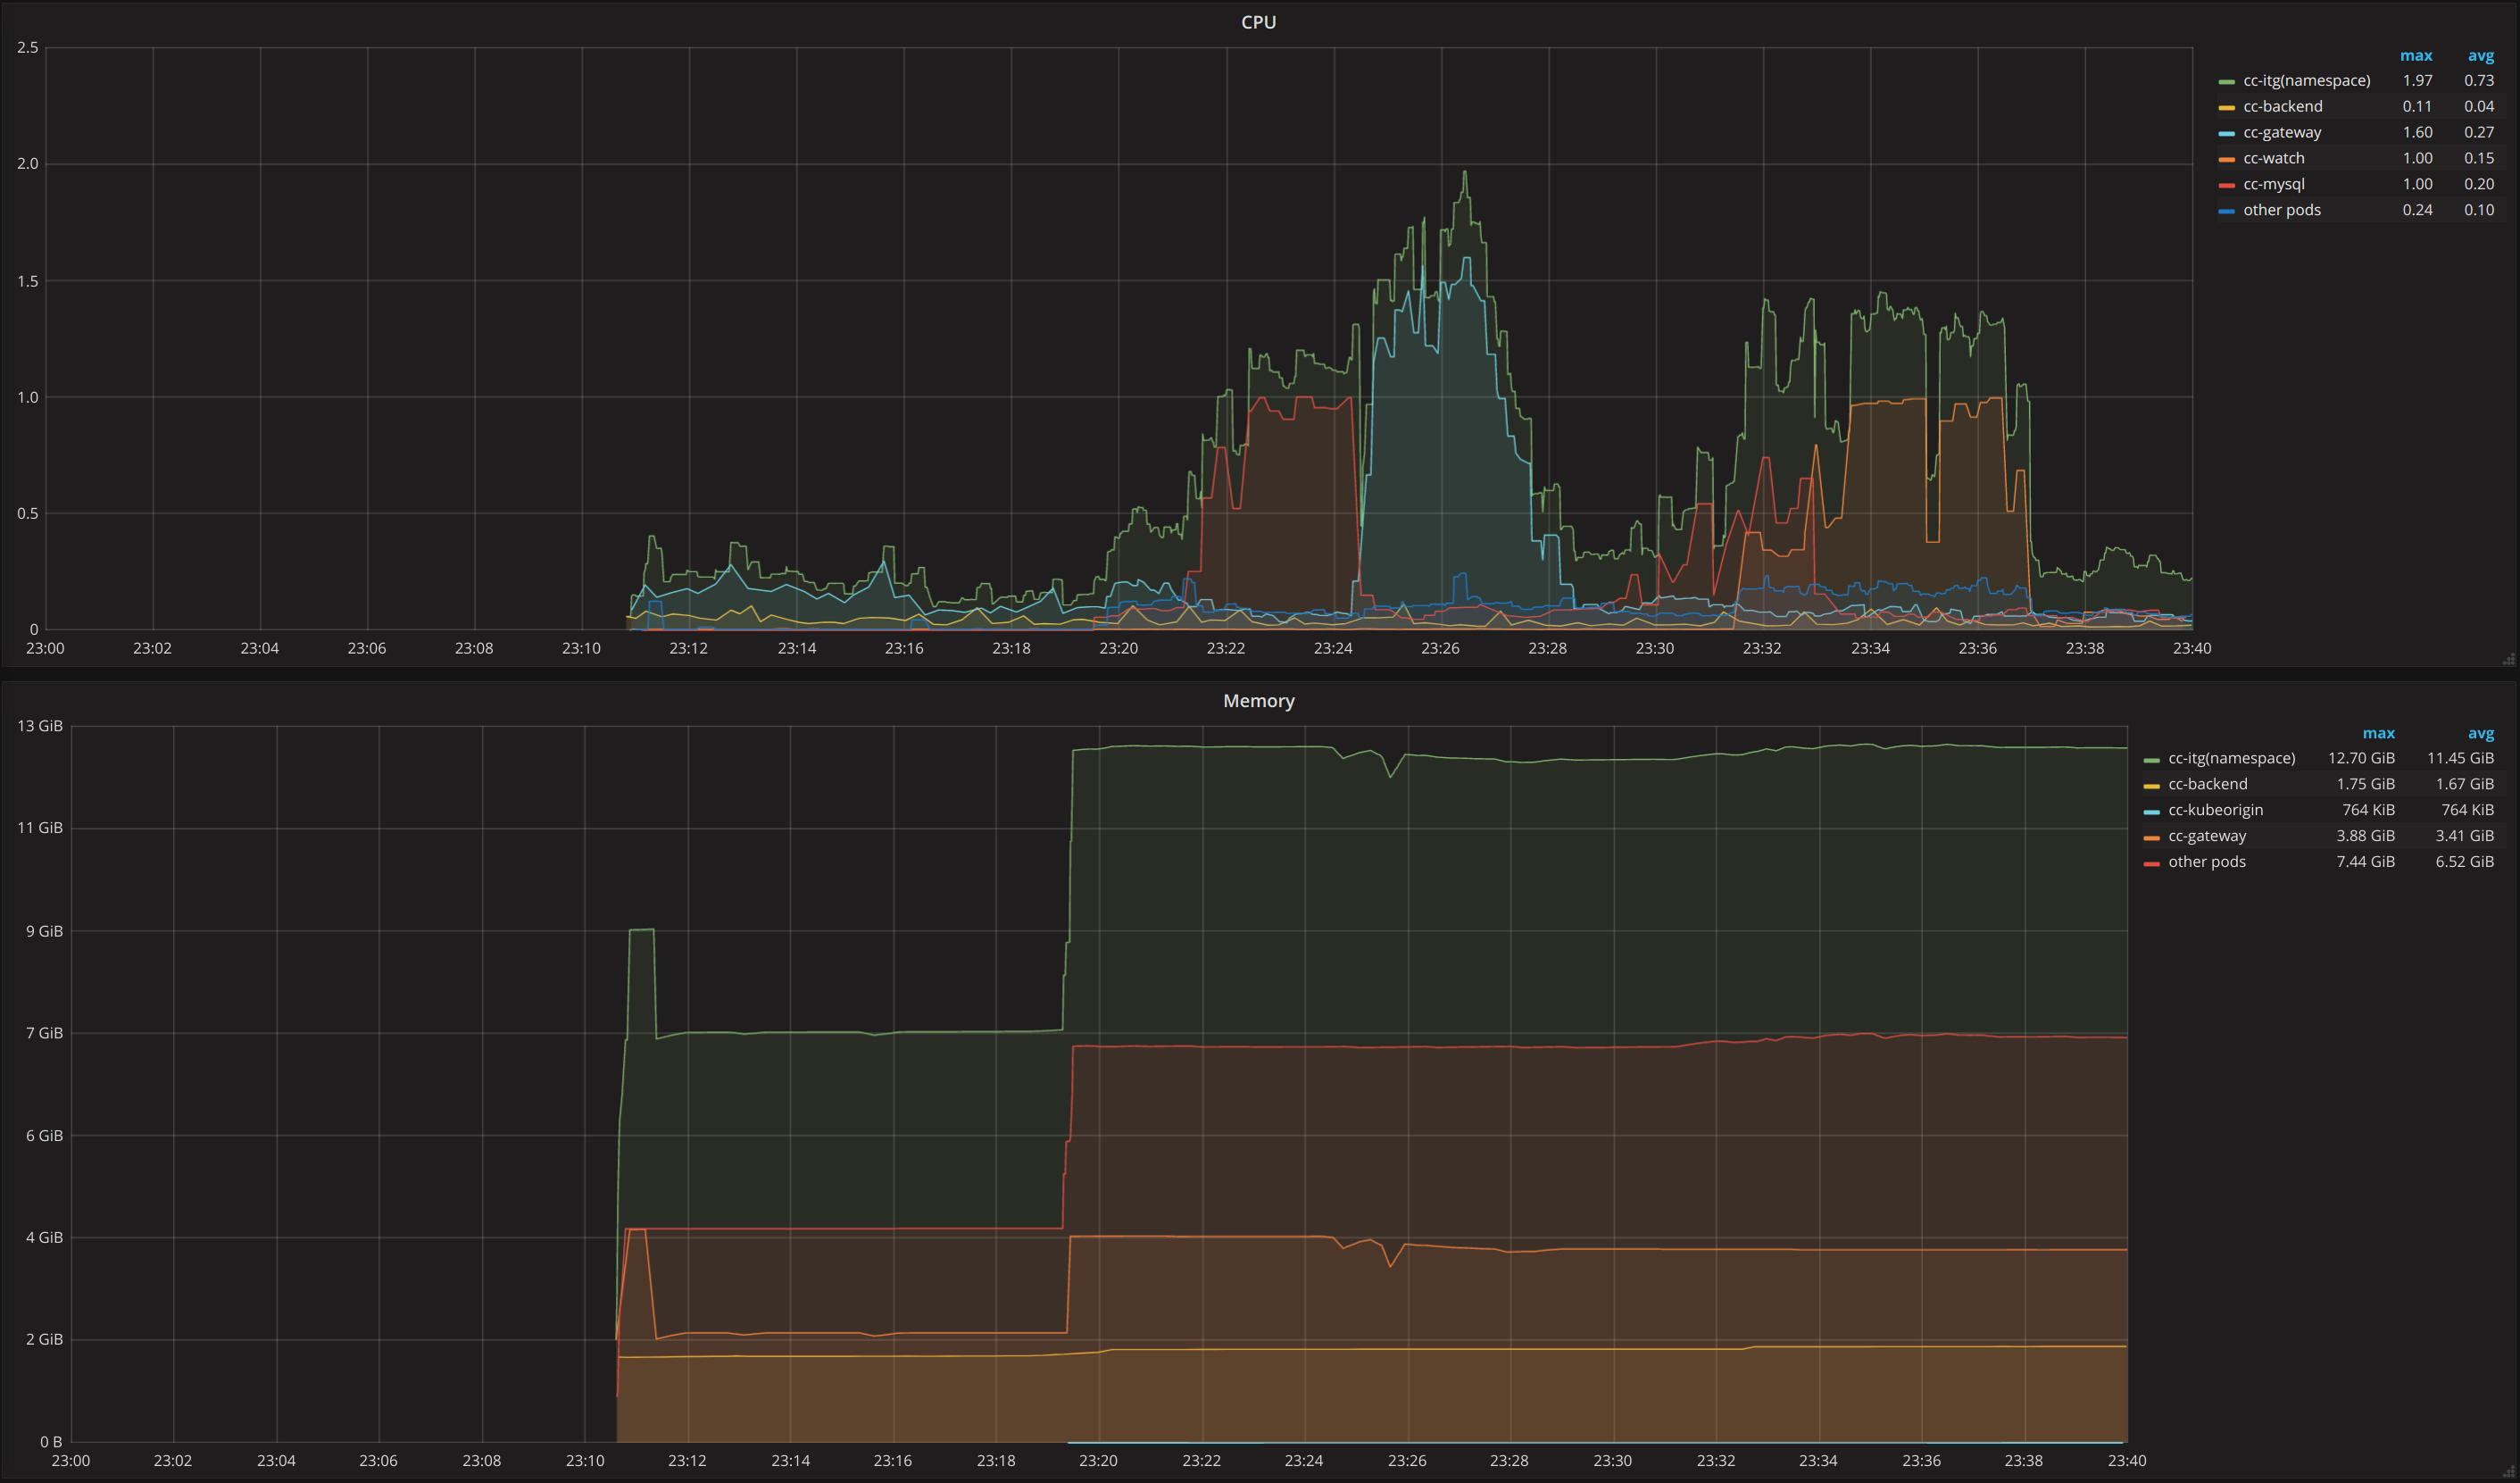 CPU
2.5
2.0
1.5
1.0
0.5
0
23:00 23:02 23:04 23:06 23:08 23:10 23:12 23:14 23:16 23:18 23:20 23:22 23:24 23:26 23:28 23:30 23:32 23:34 23:36 23:38 23:40
max avg
cc-itg(namespace) 1.97 0.73
cc-backend 0.11 0.04
cc-gateway 1.60 0.27
cc-watch 1.00 0.15
cc-mysql 1.00 0.20
other pods 0.24 0.10
Memory
13 GiB
11 GiB
9 GiB
7 GiB
6 GiB
4 GiB
2 GiB
0 B
23:00 23:02 23:04 23:06 23:08 23:10 23:12 23:14 23:16 23:18 23:20 23:22 23:24 23:26 23:28 23:30 23:32 23:34 23:36 23:38 23:40
max avg
cc-itg(namespace) 12.70 GiB 11.45 GiB
cc-backend 1.75 GiB 1.67 GiB
cc-kubeorigin 764 KiB 764 KiB
cc-gateway 3.88 GiB 3.41 GiB
other pods 7.44 GiB 6.52 GiB